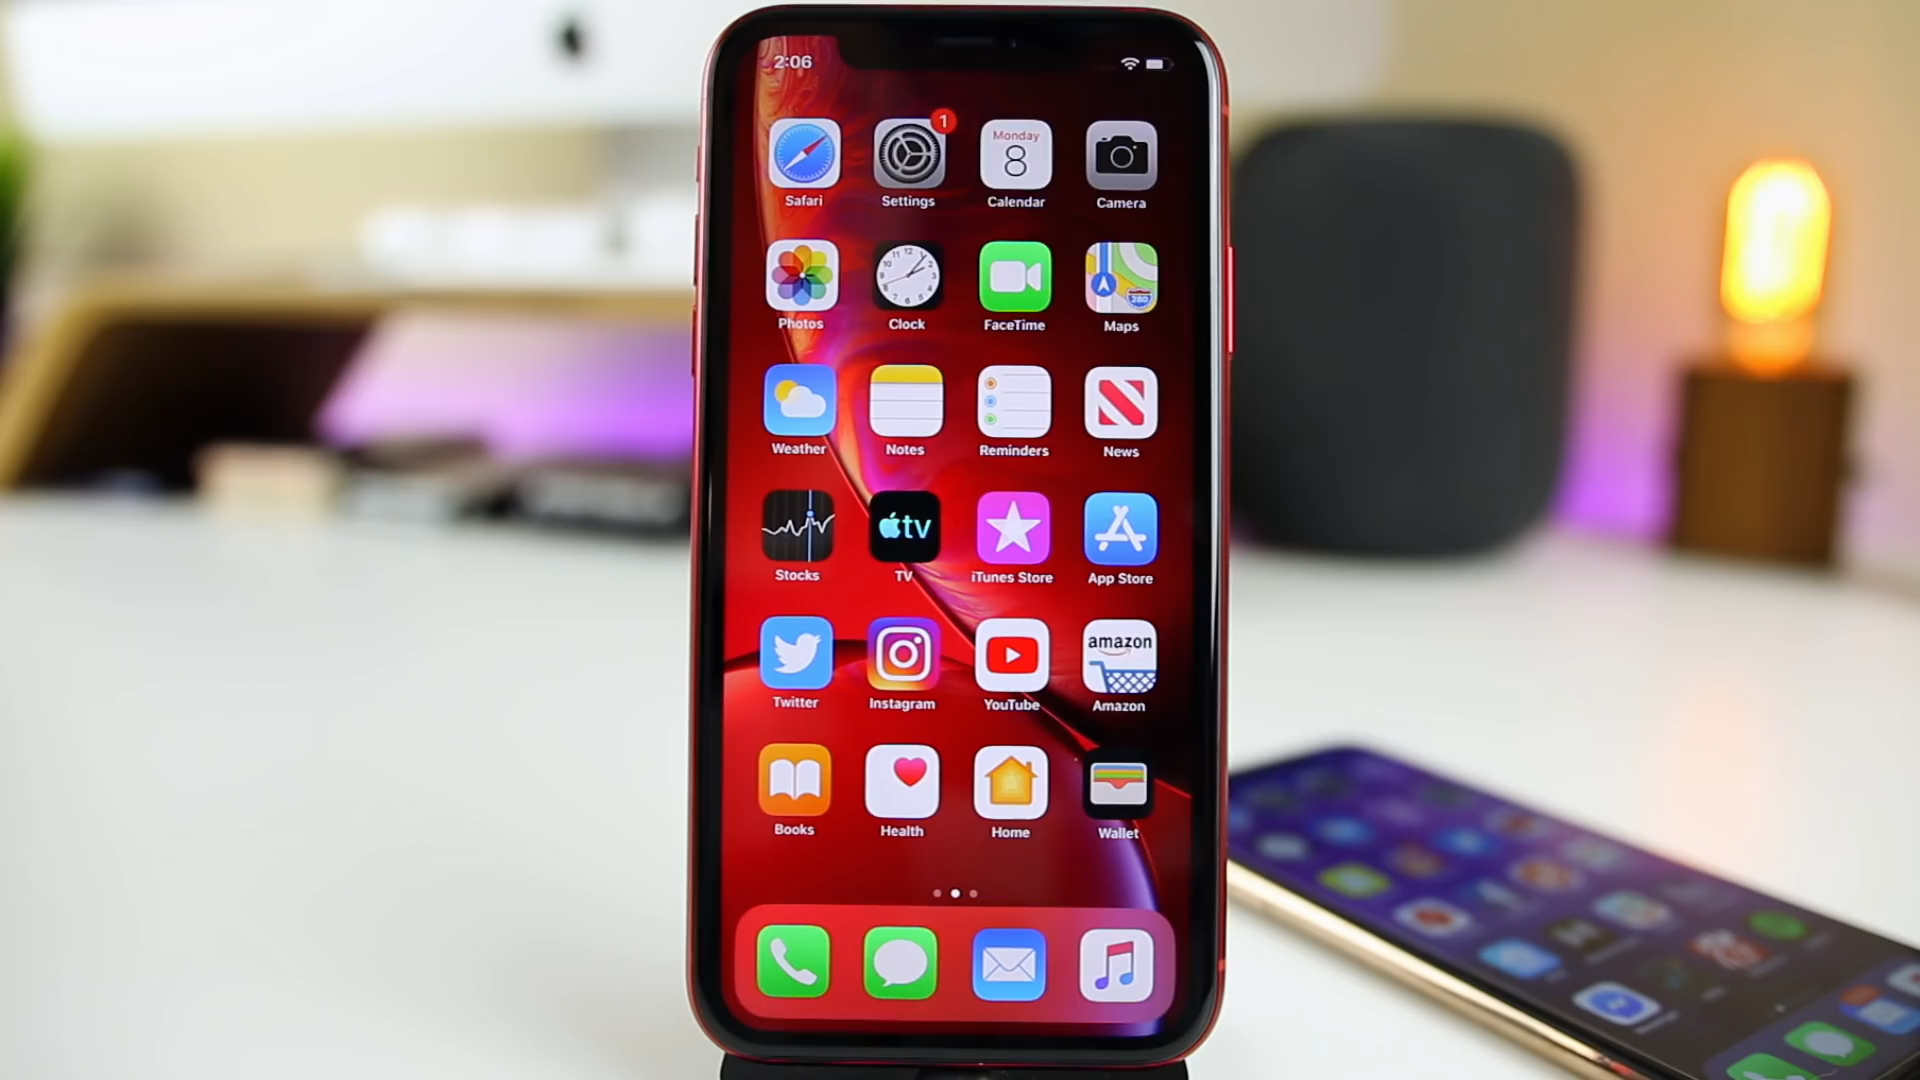 2:06
1
Monday
8
Safari Settings Calendar Camera
280
Photos Clock FaceTime Maps
Weather Notes Reminders News
tv
Stocks TV iTunes Store App Store
amazon
Twitter Instagram YouTube Amazon
Books Health Home Wallet